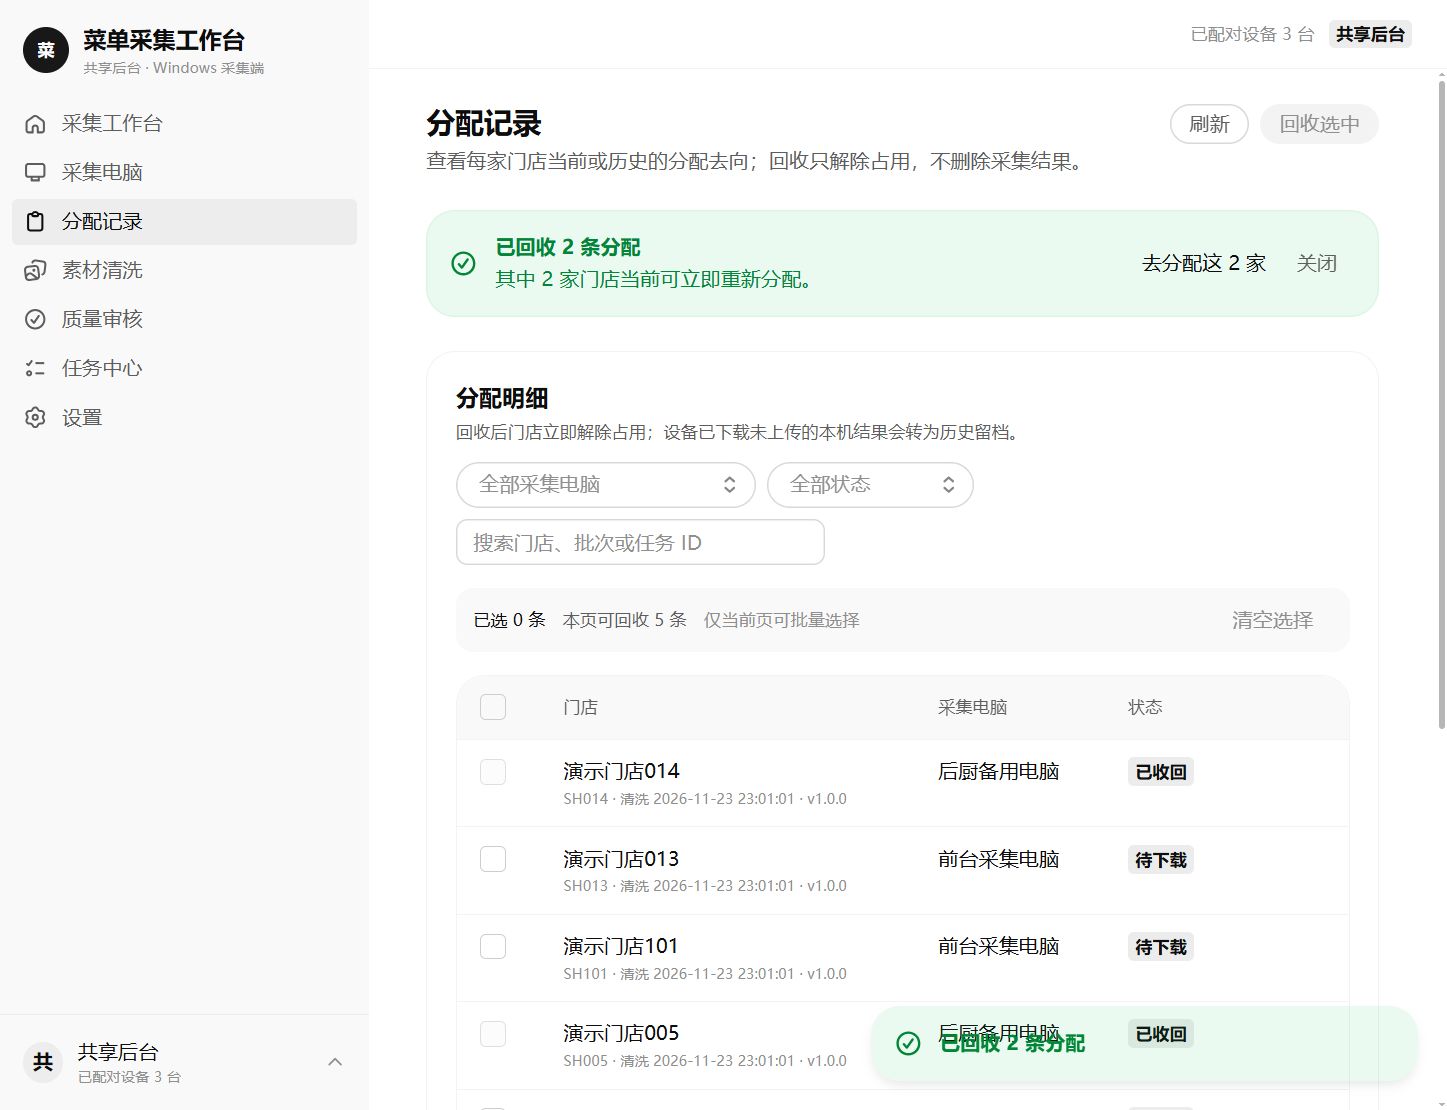 菜
菜单采集工作台
共享后台 · Windows 采集端
采集工作台
采集电脑
分配记录
素材清洗
质量审核
任务中心
设置
共
共享后台
已配对设备 3 台
已配对设备 3 台
共享后台
分配记录
查看每家门店当前或历史的分配去向；回收只解除占用，不删除采集结果。
刷新
回收选中
已回收 2 条分配
其中 2 家门店当前可立即重新分配。
去分配这 2 家
关闭
分配明细
回收后门店立即解除占用；设备已下载未上传的本机结果会转为历史留档。
全部采集电脑
全部状态
搜索门店、批次或任务 ID
已选 0 条 本页可回收 5 条 仅当前页可批量选择
清空选择
门店 采集电脑 状态
演示门店014 后厨备用电脑 已收回
SH014 · 清洗 2026-11-23 23:01:01 · v1.0.0
演示门店013 前台采集电脑 待下载
SH013 · 清洗 2026-11-23 23:01:01 · v1.0.0
演示门店101 前台采集电脑 待下载
SH101 · 清洗 2026-11-23 23:01:01 · v1.0.0
演示门店005 后厨备用电脑 已收回
SH005 · 清洗 2026-11-23 23:01:01 · v1.0.0
已回收 2 条分配